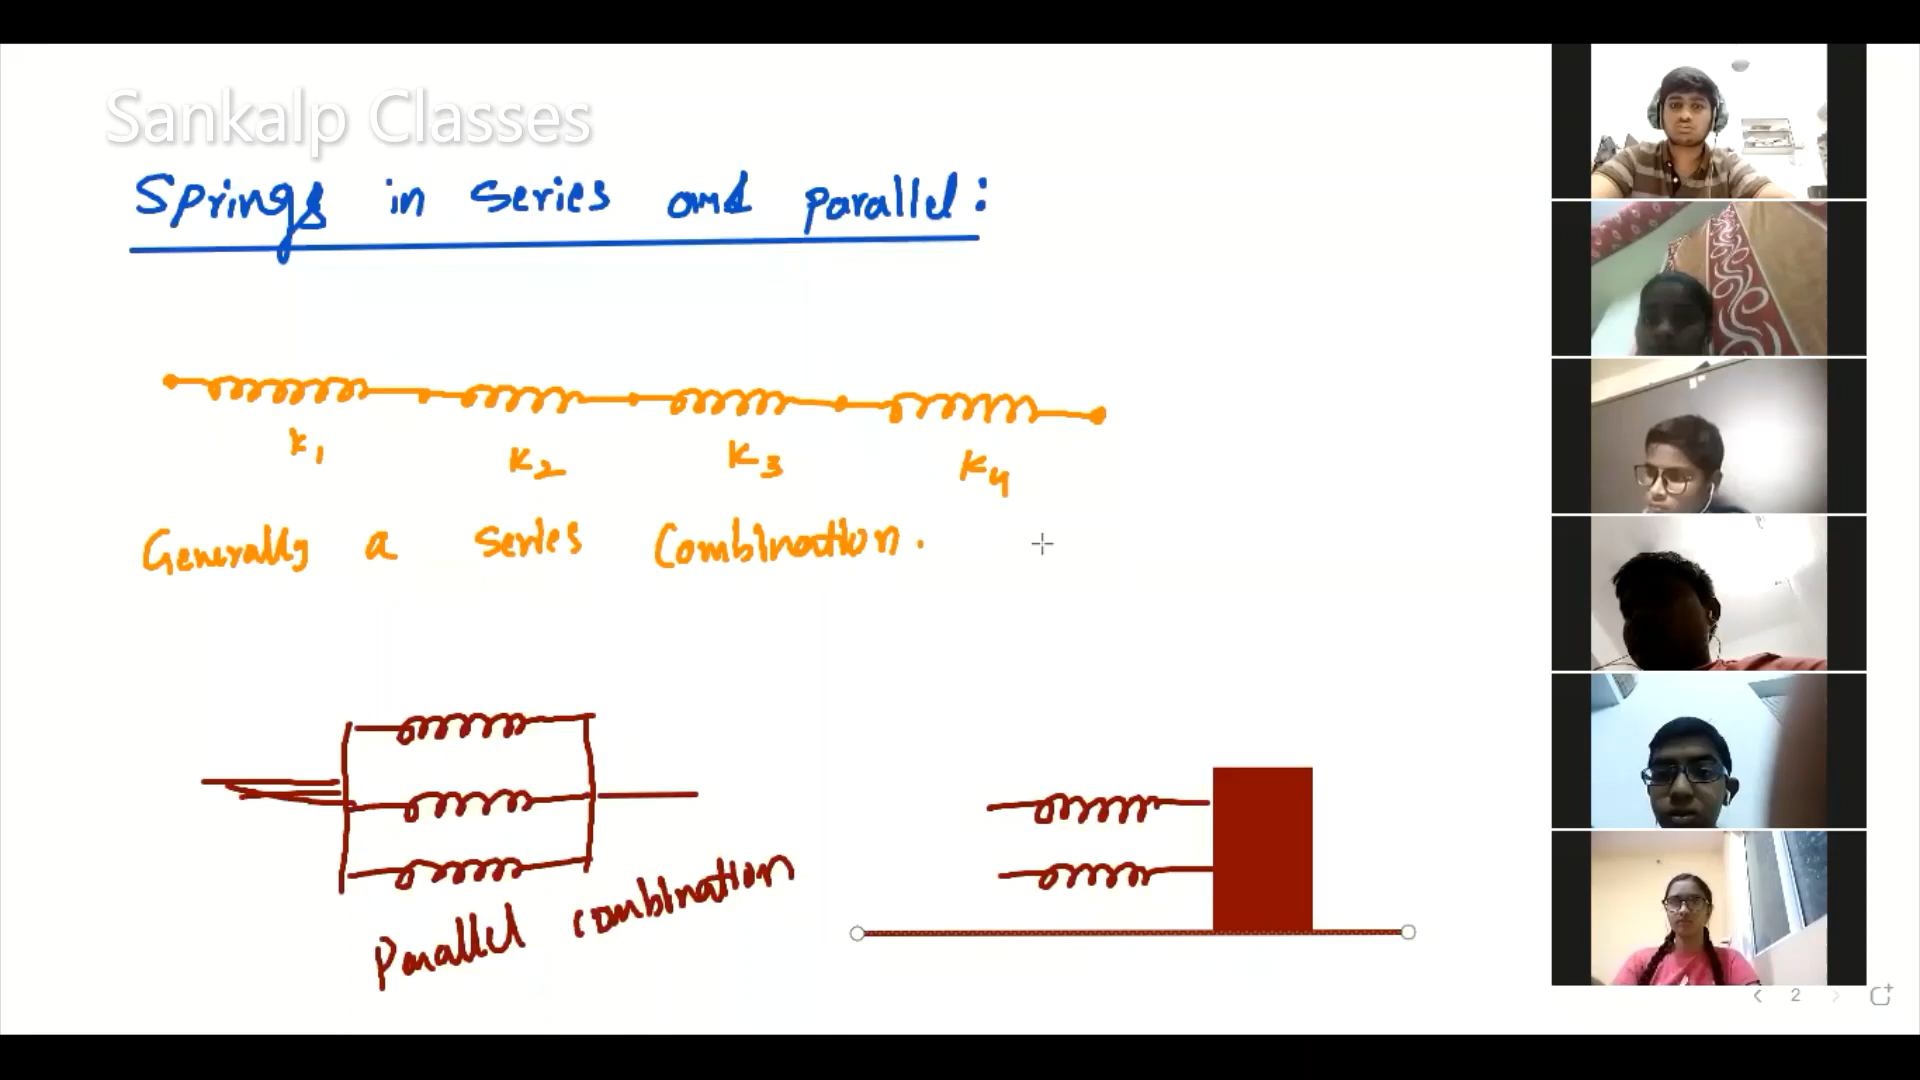 Sankalp Classes
Springs in series and parallel:
K1
K2
K3
K4
Generally a series combination.
Parallel combination
2